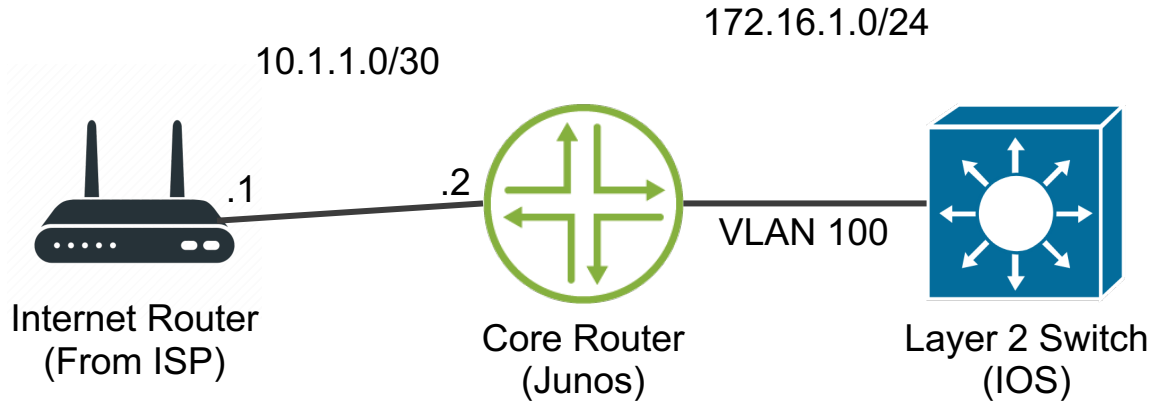 172.16.1.0/24
10.1.1.0/30
.1
.2
VLAN 100
Internet Router
(From ISP)
Core Router
(Junos)
Layer 2 Switch
(IOS)